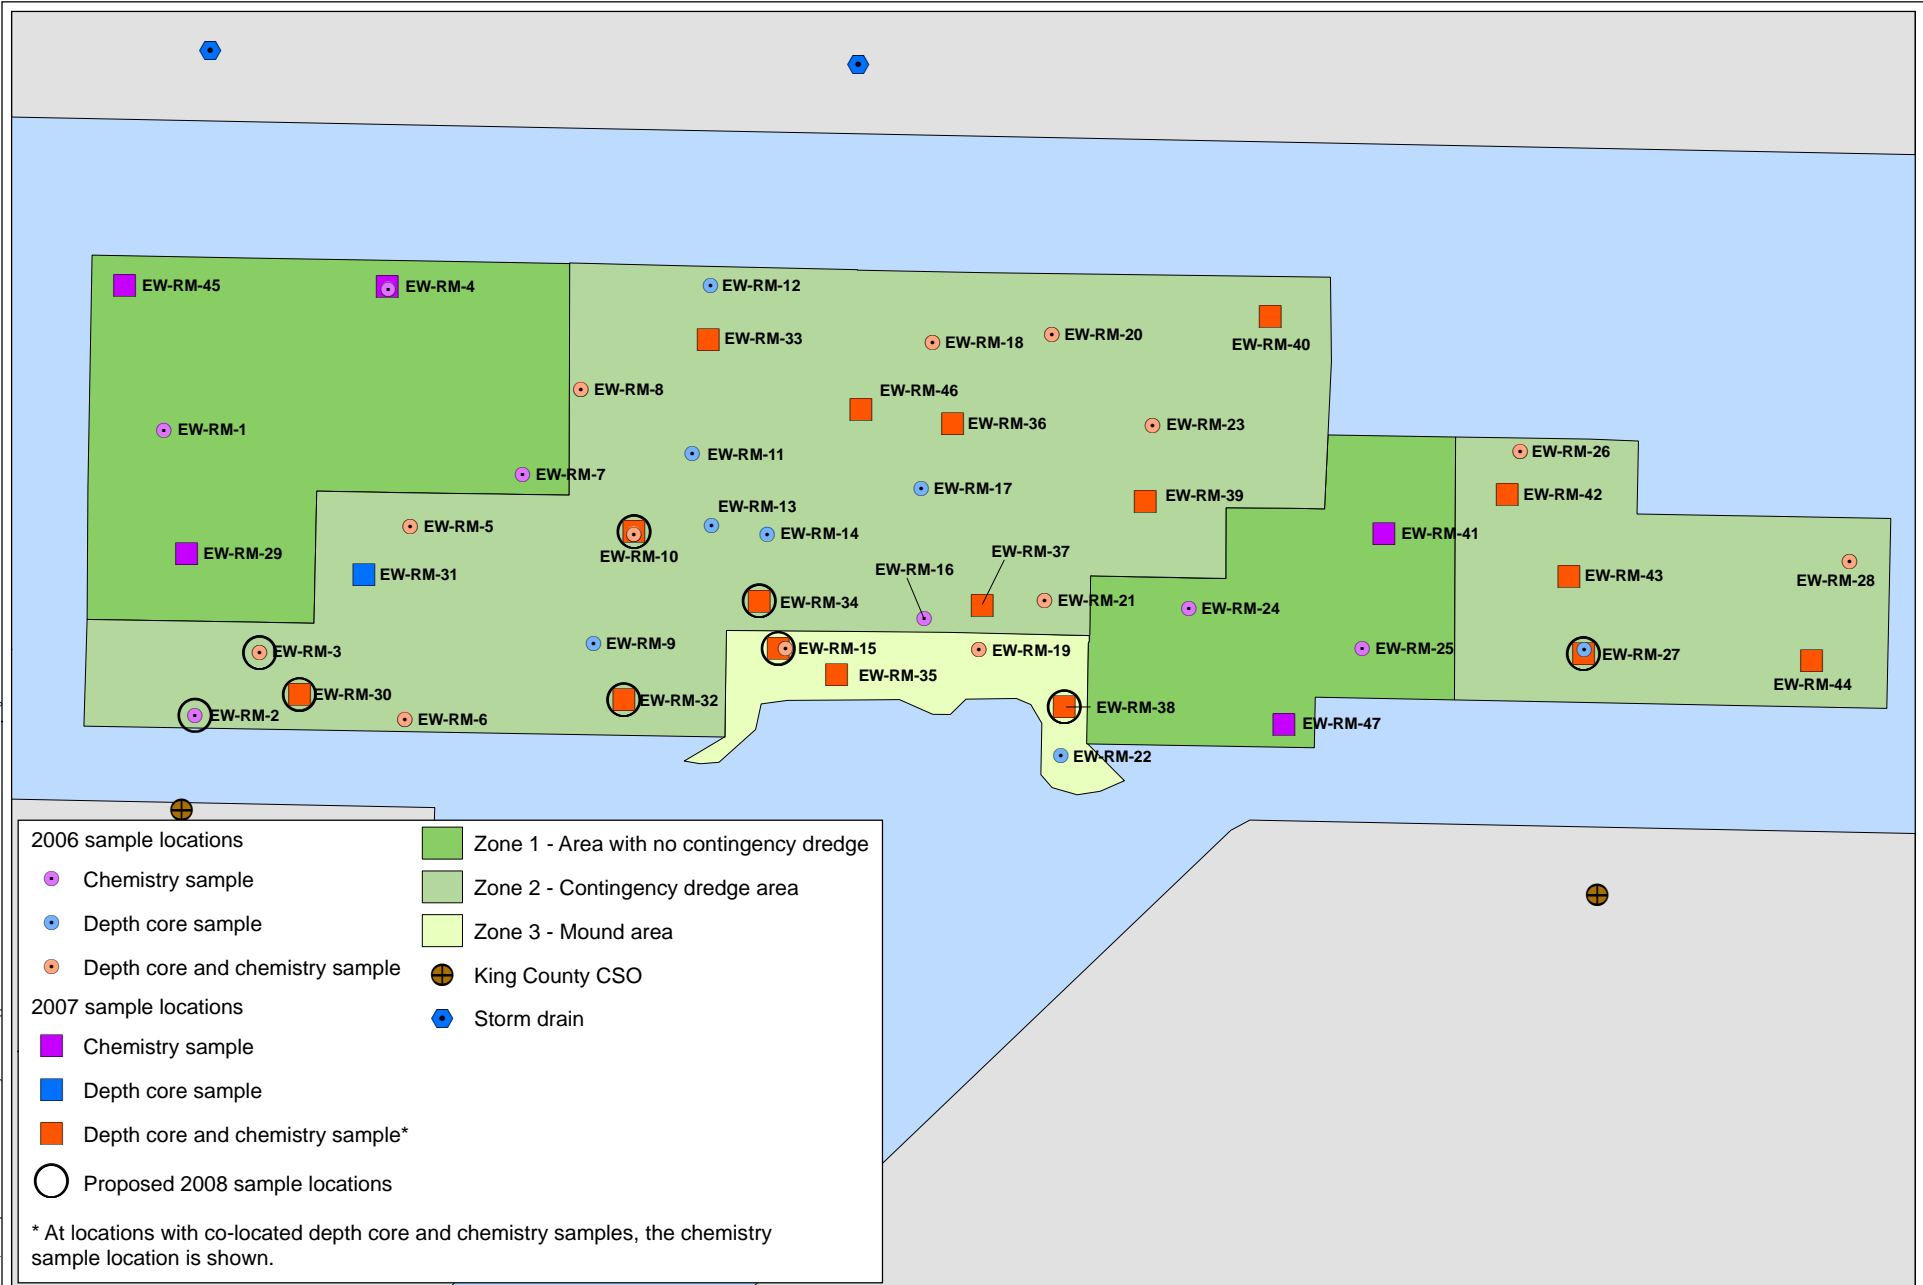 EW-RM-45
EW-RM-4
EW-RM-12
EW-RM-33
EW-RM-18
EW-RM-20
EW-RM-40
EW-RM-8
EW-RM-46
EW-RM-36
EW-RM-23
EW-RM-1
EW-RM-11
EW-RM-26
EW-RM-7
EW-RM-17
EW-RM-39
EW-RM-42
EW-RM-13
EW-RM-5
EW-RM-14
EW-RM-41
EW-RM-10
EW-RM-29
EW-RM-37
EW-RM-16
EW-RM-31
EW-RM-43
EW-RM-28
EW-RM-34
EW-RM-21
EW-RM-24
EW-RM-3
EW-RM-9
EW-RM-15
EW-RM-19
EW-RM-25
EW-RM-27
EW-RM-35
EW-RM-44
EW-RM-30
EW-RM-32
EW-RM-38
EW-RM-2
EW-RM-6
EW-RM-47
EW-RM-22
2006 sample locations
Chemistry sample
Depth core sample
Depth core and chemistry sample
2007 sample locations
Chemistry sample
Depth core sample
Depth core and chemistry sample*
Proposed 2008 sample locations
Zone 1 - Area with no contingency dredge
Zone 2 - Contingency dredge area
Zone 3 - Mound area
King County CSO
Storm drain
* At locations with co-located depth core and chemistry samples, the chemistry
sample location is shown.